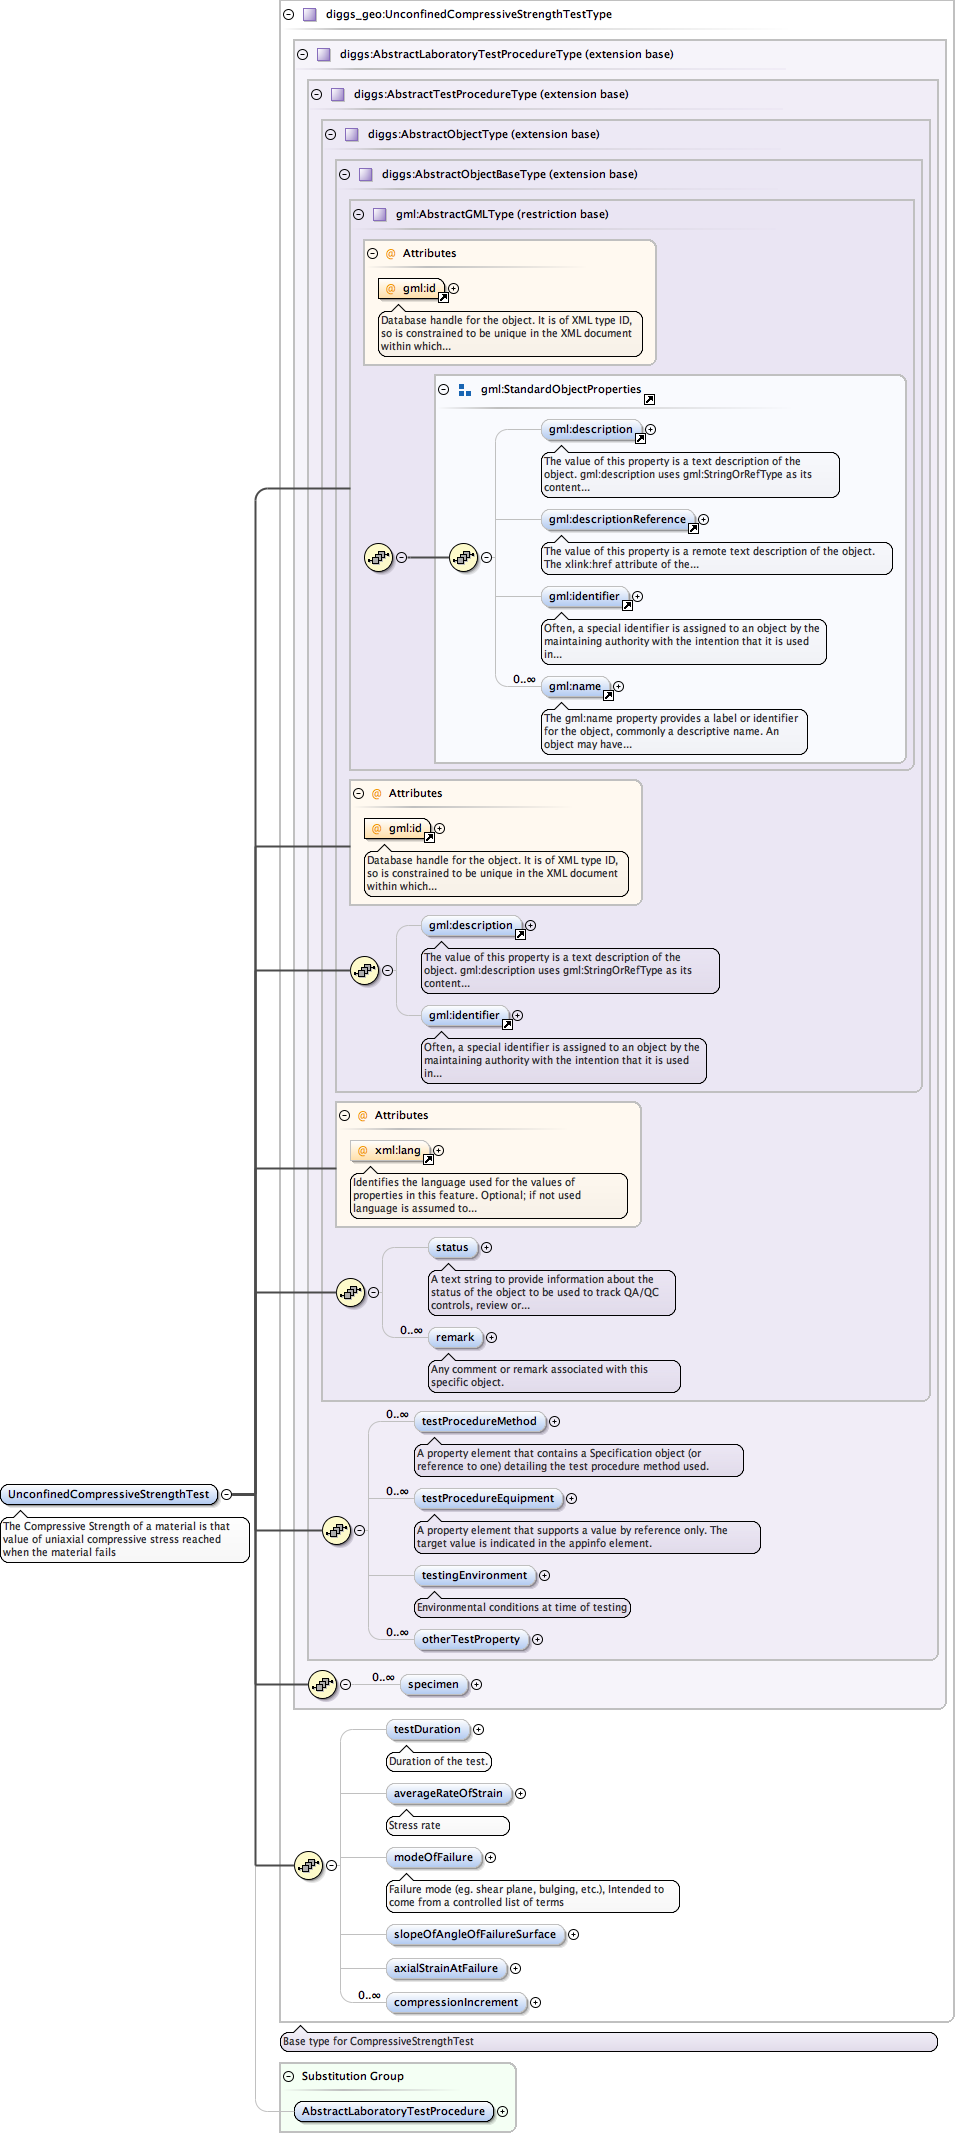 diggs_geo:UnconfinedCompressiveStrengthTestType
diggs:AbstractLaboratoryTestProcedureType (extension base)
diggs:AbstractTestProcedureType (extension base)
diggs:AbstractObjectType (extension base)
diggs:AbstractObjectBaseType (extension base)
gml:AbstractGMLType (restriction base)
@ Attributes
@ gml:id
Database handle for the object. It is of XML type ID,
so is constrained to be unique in the XML document
within which...
gml:StandardObjectProperties
gml:description
The value of this property is a text description of the
object. gml:description uses gml:StringOrRefType as its
content...
gml:descriptionReference
The value of this property is a remote text description of the object.
The xlink:href attribute of the...
gml:identifier
Often, a special identifier is assigned to an object by the
maintaining authority with the intention that it is used
in...
0..∞
gml:name
The gml:name property provides a label or identifier
for the object, commonly a descriptive name. An
object may have...
@ Attributes
@ gml:id
Database handle for the object. It is of XML type ID,
so is constrained to be unique in the XML document
within which...
gml:description
The value of this property is a text description of the
object. gml:description uses gml:StringOrRefType as its
content...
gml:identifier
Often, a special identifier is assigned to an object by the
maintaining authority with the intention that it is used
in...
@ Attributes
@ xml:lang
Identifies the language used for the values of
properties in this feature. Optional; if not used
language is assumed to...
status
A text string to provide information about the
status of the object to be used to track QA/QC
controls, review or...
0..∞
remark
Any comment or remark associated with this
specific object.
0..∞
testProcedureMethod
A property element that contains a Specification object (or
reference to one) detailing the test procedure method used.
0..∞
testProcedureEquipment
A property element that supports a value by reference only. The
target value is indicated in the appinfo element.
testingEnvironment
Environmental conditions at time of testing
0..∞
otherTestProperty
UnconfinedCompressiveStrengthTest
The Compressive Strength of a material is that
value of uniaxial compressive stress reached
when the material fails
0..∞
specimen
testDuration
Duration of the test.
averageRateOfStrain
Stress rate
modeOfFailure
Failure mode (eg. shear plane, bulging, etc.), Intended to
come from a controlled list of terms
slopeOfAngleOfFailureSurface
axialStrainAtFailure
0..∞
compressionIncrement
Base type for CompressiveStrengthTest
Substitution Group
AbstractLaboratoryTestProcedure